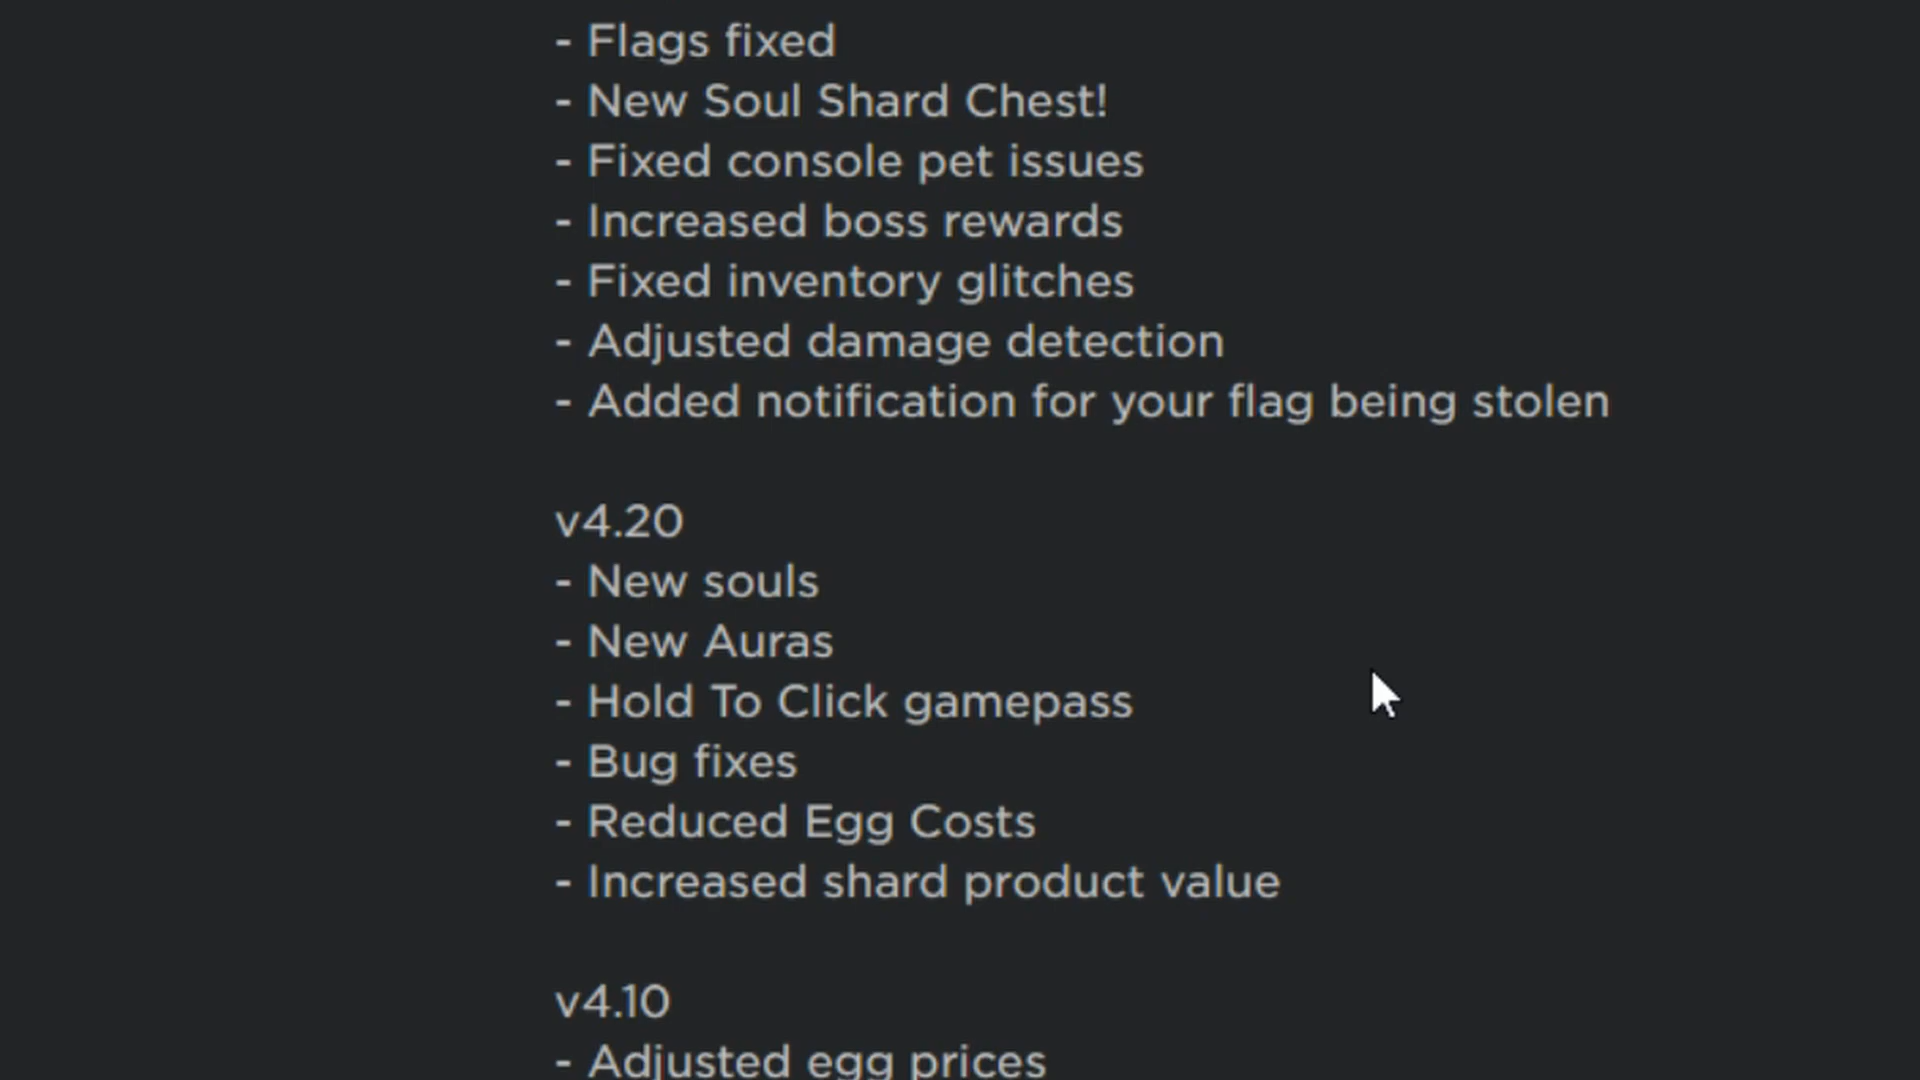 - Flags fixed
- New Soul Shard Chest!
- Fixed console pet issues
- Increased boss rewards
- Fixed inventory glitches
- Adjusted damage detection
- Added notification for your flag being stolen
v4.20
- New souls
- New Auras
- Hold To Click gamepass
- Bug fixes
- Reduced Egg Costs
- Increased shard product value
v4.10
- Adjusted egg prices